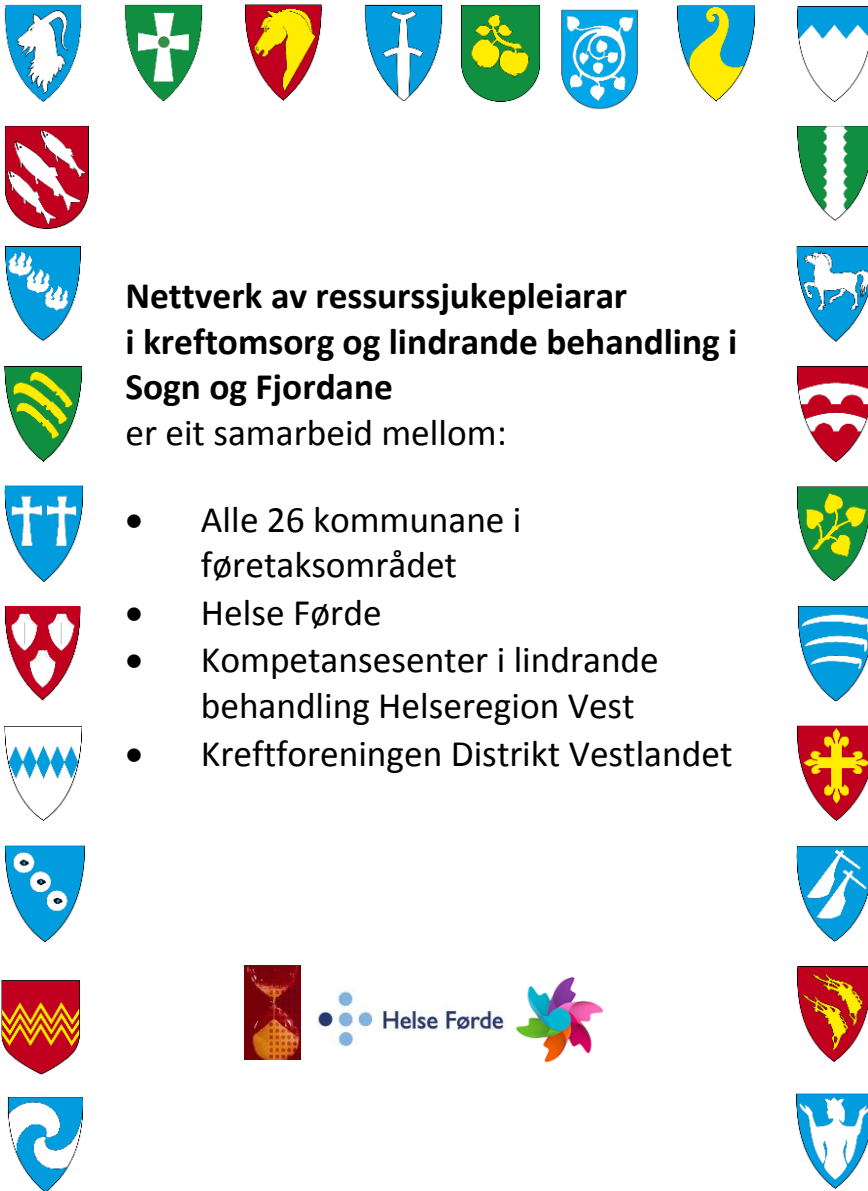 Nettverk av ressurssjukepleiarar
i kreftomsorg og lindrande behandling i
Sogn og Fjordane
er eit samarbeid mellom:
• Alle 26 kommunane i
føretaksområdet
• Helse Førde
• Kompetansesenter i lindrande
behandling Helseregion Vest
• Kreftforeningen Distrikt Vestlandet
Helse Førde